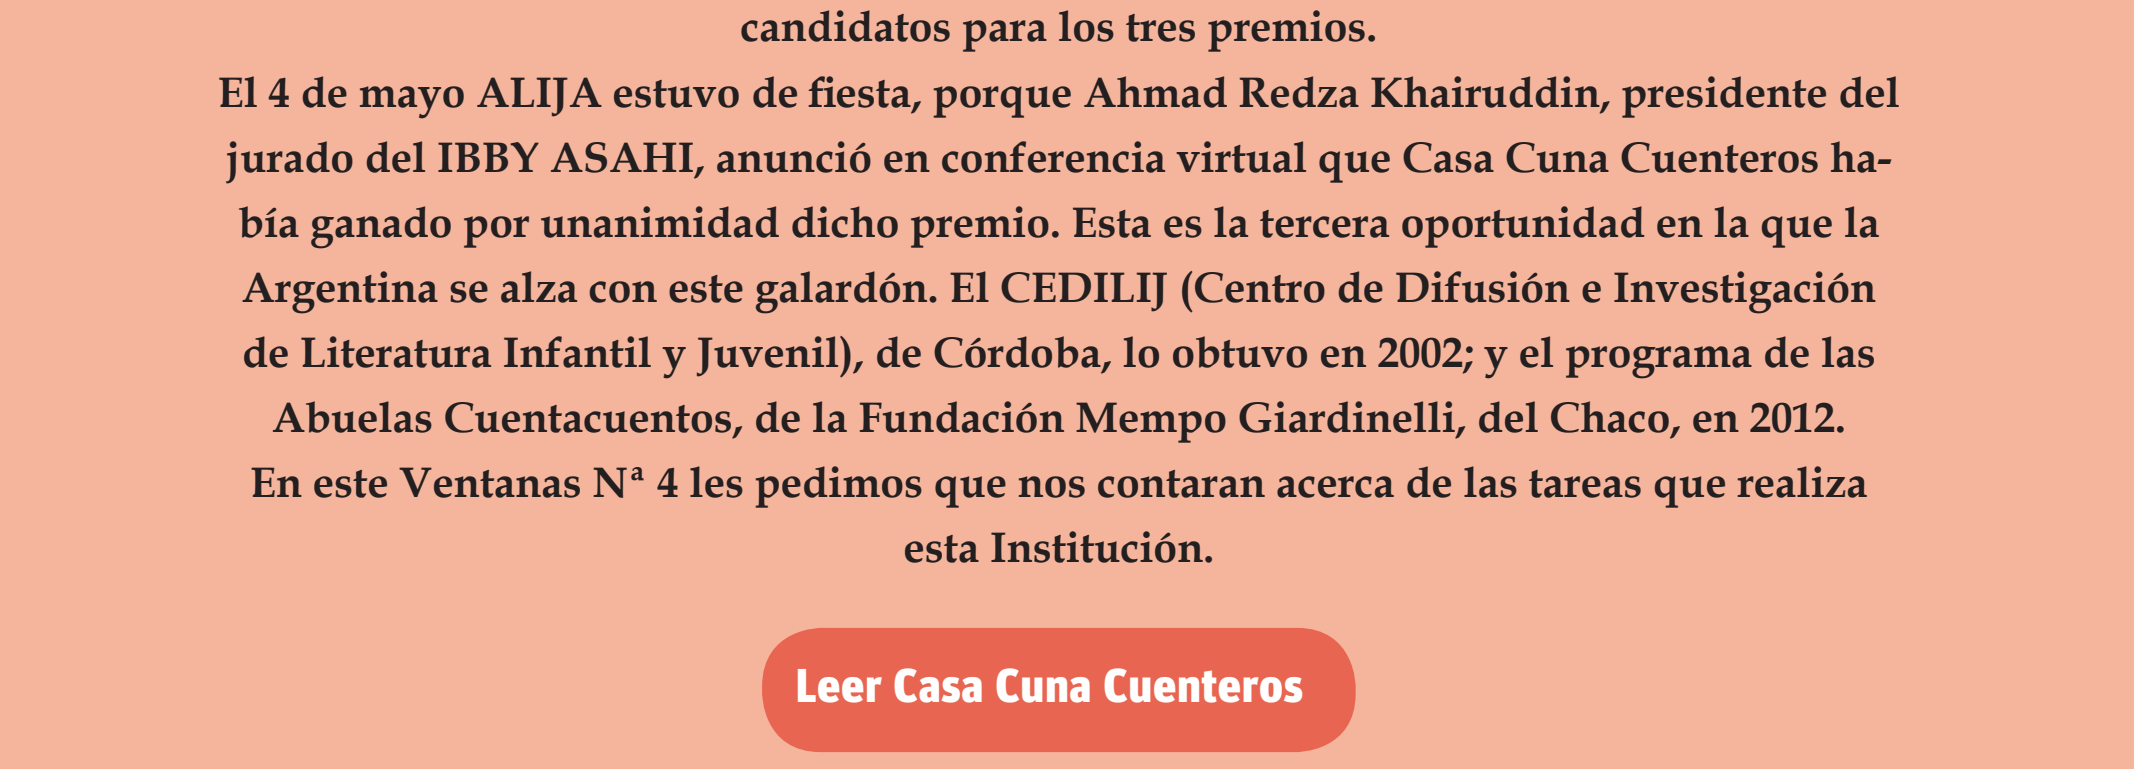 candidatos para los tres premios.
El 4 de mayo ALIJA estuvo de fiesta, porque Ahmad Redza Khairuddin, presidente del
jurado del IBBY ASAHI, anunció en conferencia virtual que Casa Cuna Cuenteros ha-
bía ganado por unanimidad dicho premio. Esta es la tercera oportunidad en la que la
Argentina se alza con este galardón. El CEDILIJ (Centro de Difusión e Investigación
de Literatura Infantil y Juvenil), de Córdoba, lo obtuvo en 2002; y el programa de las
Abuelas Cuentacuentos, de la Fundación Mempo Giardinelli, del Chaco, en 2012.
En este Ventanas Nª 4 les pedimos que nos contaran acerca de las tareas que realiza
esta Institución.
Leer Casa Cuna Cuenteros